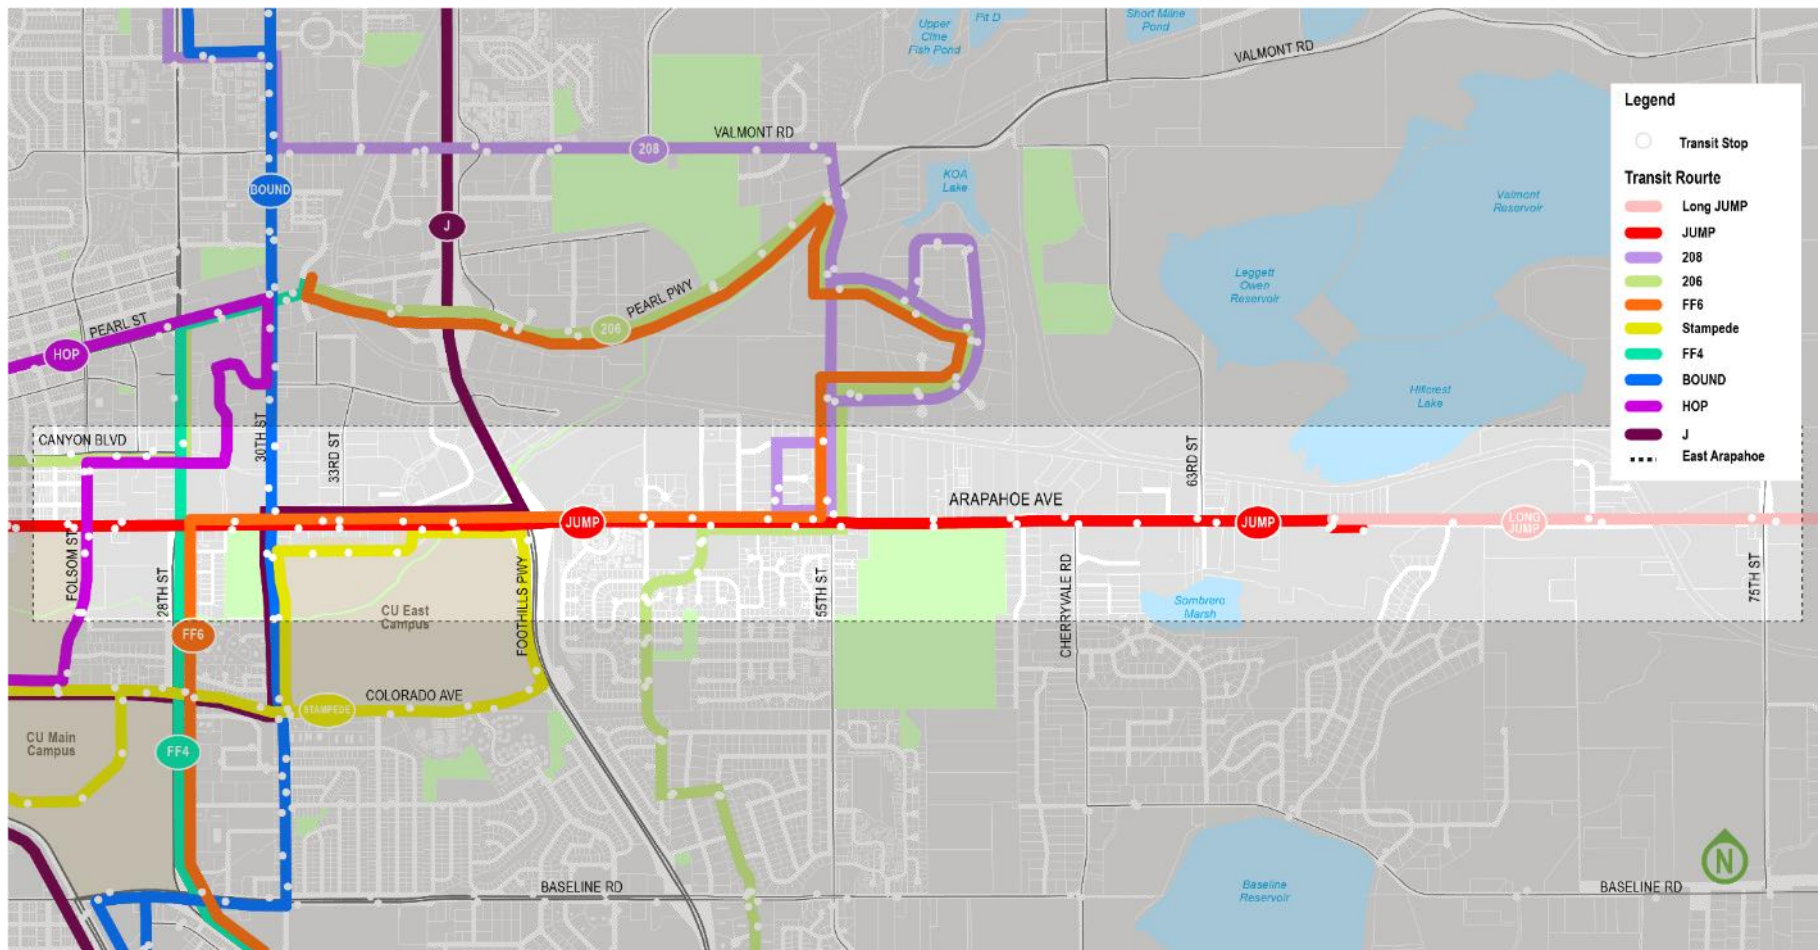 Upper
Cline
Fish Pond
Pit D
Short Milne
Pond
VALMONT RD
Legend
Transit Stop
Transit Rourte
Long JUMP
JUMP
208
206
FF6
Stampede
FF4
BOUND
HOP
J
East Arapahoe
VALMONT RD
208
BOUND
KOA
Lake
Valmont
Reservoir
J
Leggett
Owen
Reservoir
PEARL PWY
PEARL ST
206
HOP
Hillcrest
Lake
CANYON BLVD
30TH ST
33RD ST
63RD ST
ARAPAHOE AVE
JUMP
JUMP
LONG
JUMP
FOLSOM ST
28TH ST
CU East
Campus
FOOTHILLS PWY
55TH ST
CHERRYVALE RD
Sombrero
Marsh
75TH ST
FF6
COLORADO AVE
STAMPEDE
CU Main
Campus
FF4
BASELINE RD
Baseline
Reservoir
BASELINE RD
N